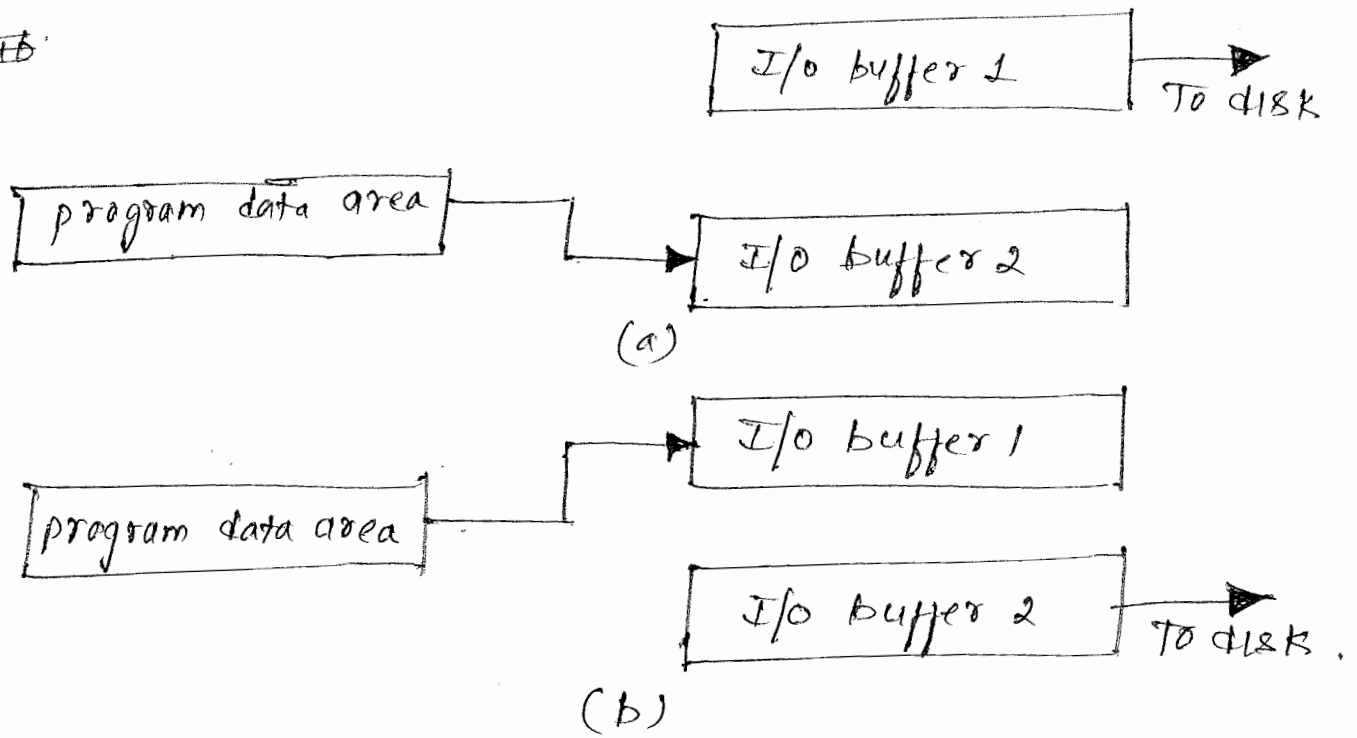 I/O buffer 1
To disk
program data area
I/O buffer 2
(a)
I/O buffer 1
program data area
I/O buffer 2
To disk.
(b)